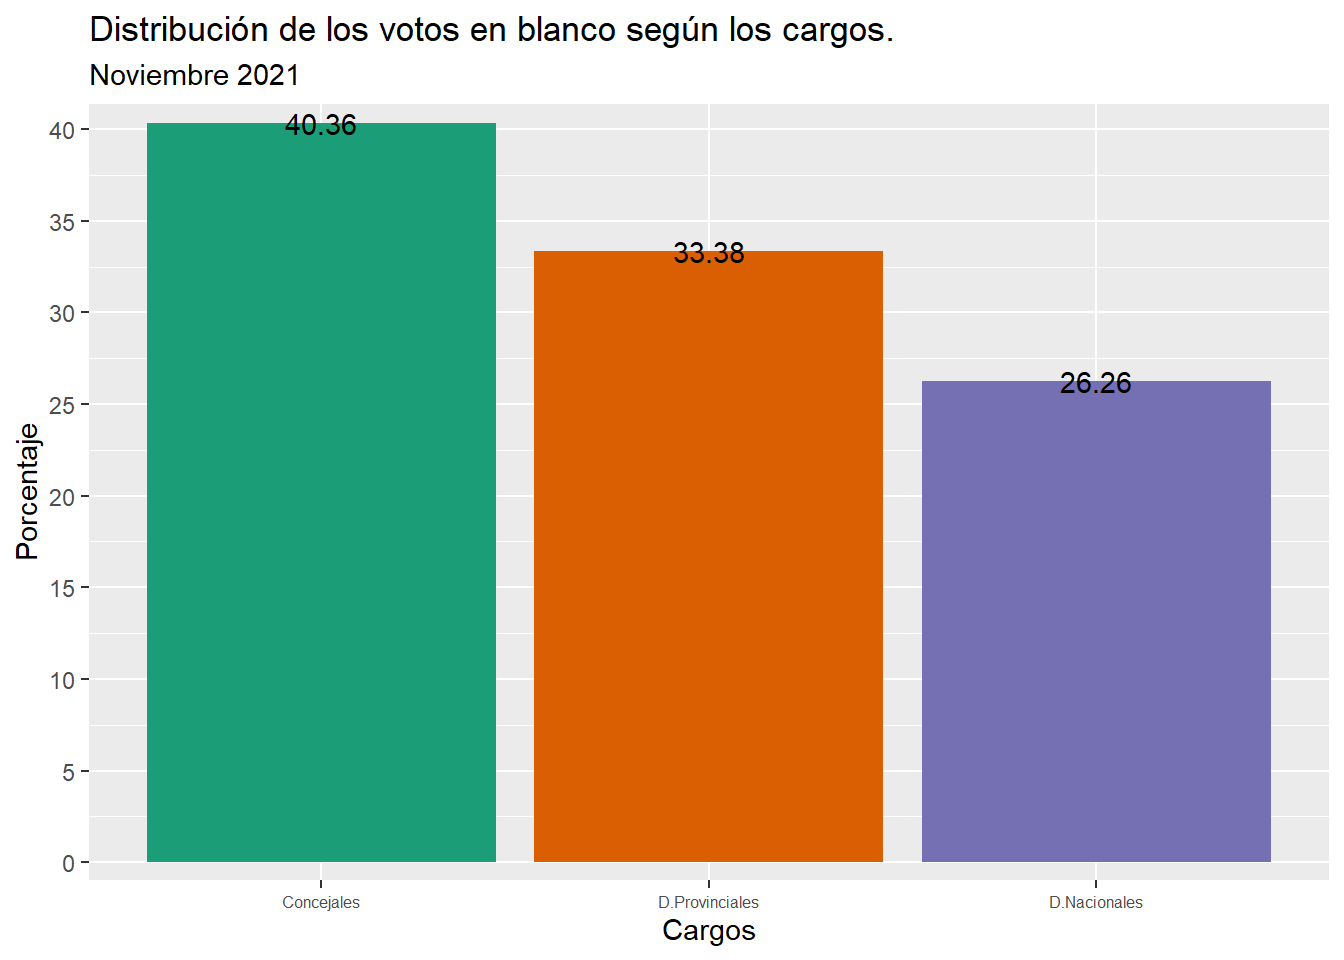 Distribución de los votos en blanco según los cargos.
Noviembre 2021
40.36
33.38
26.26
40
35
30
25
20
15
10
5
0
Porcentaje
Concejales
D.Provinciales
D.Nacionales
Cargos